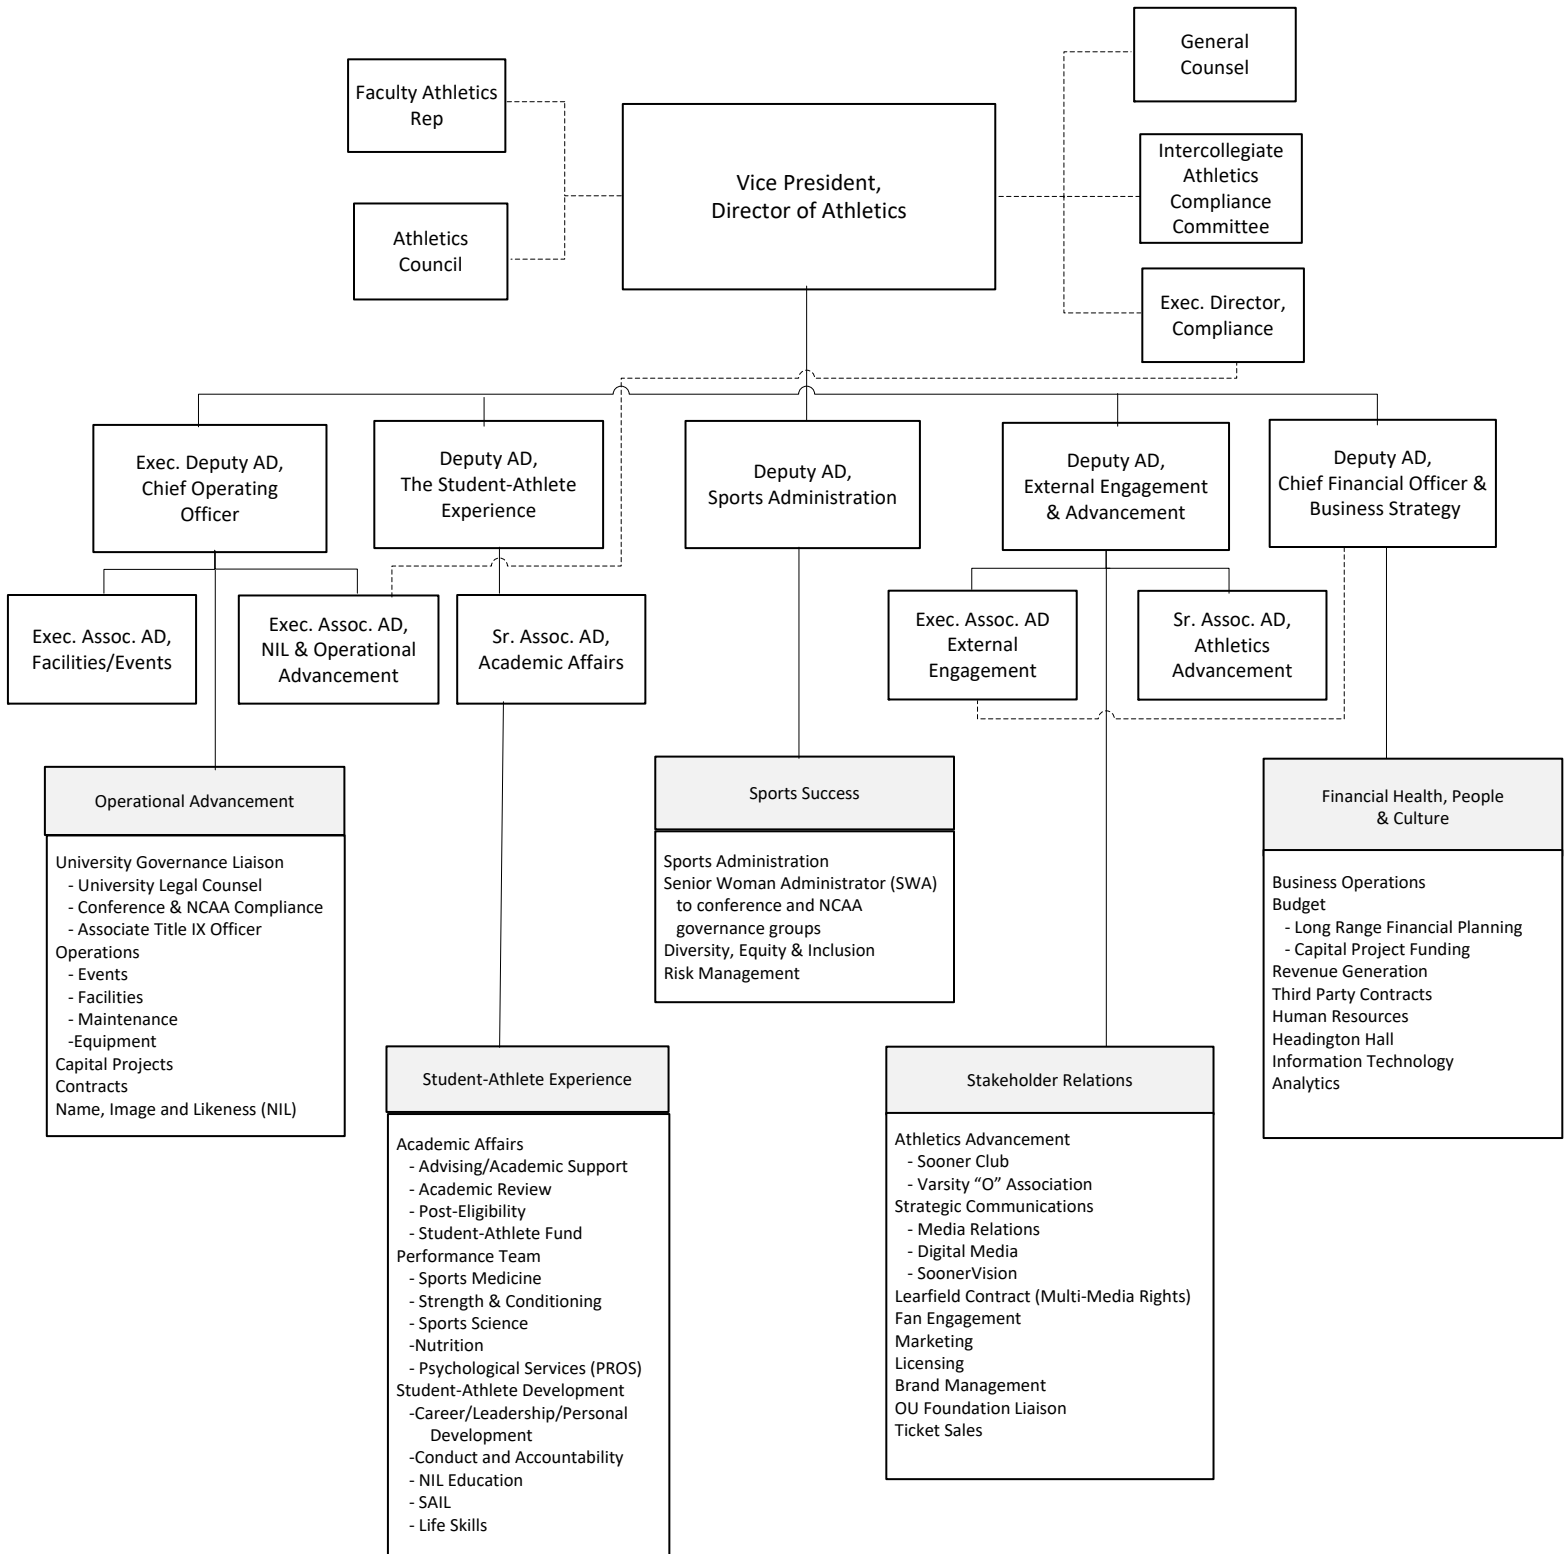 General
Counsel
Faculty Athletics
Rep
Vice President,
Director of Athletics
Intercollegiate
Athletics
Compliance
Committee
Athletics
Council
Exec. Director,
Compliance
Exec. Deputy AD,
Chief Operating
Officer
Deputy AD,
The Student-Athlete
Experience
Deputy AD,
Sports Administration
Deputy AD,
External Engagement
& Advancement
Deputy AD,
Chief Financial Officer &
Business Strategy
Exec. Assoc. AD,
Facilities/Events
Exec. Assoc. AD,
NIL & Operational
Advancement
Sr. Assoc. AD,
Academic Affairs
Exec. Assoc. AD
External
Engagement
Sr. Assoc. AD,
Athletics
Advancement
Operational Advancement
University Governance Liaison
- University Legal Counsel
- Conference & NCAA Compliance
- Associate Title IX Officer
Operations
- Events
- Facilities
- Maintenance
-Equipment
Capital Projects
Contracts
Name, Image and Likeness (NIL)
Student-Athlete Experience
Academic Affairs
- Advising/Academic Support
- Academic Review
- Post-Eligibility
- Student-Athlete Fund
Performance Team
- Sports Medicine
- Strength & Conditioning
- Sports Science
-Nutrition
- Psychological Services (PROS)
Student-Athlete Development
-Career/Leadership/Personal
Development
-Conduct and Accountability
- NIL Education
- SAIL
- Life Skills
Sports Success
Sports Administration
Senior Woman Administrator (SWA)
to conference and NCAA
governance groups
Diversity, Equity & Inclusion
Risk Management
Stakeholder Relations
Athletics Advancement
- Sooner Club
- Varsity “O” Association
Strategic Communications
- Media Relations
- Digital Media
- SoonerVision
Learfield Contract (Multi-Media Rights)
Fan Engagement
Marketing
Licensing
Brand Management
OU Foundation Liaison
Ticket Sales
Financial Health, People
& Culture
Business Operations
Budget
- Long Range Financial Planning
- Capital Project Funding
Revenue Generation
Third Party Contracts
Human Resources
Headington Hall
Information Technology
Analytics